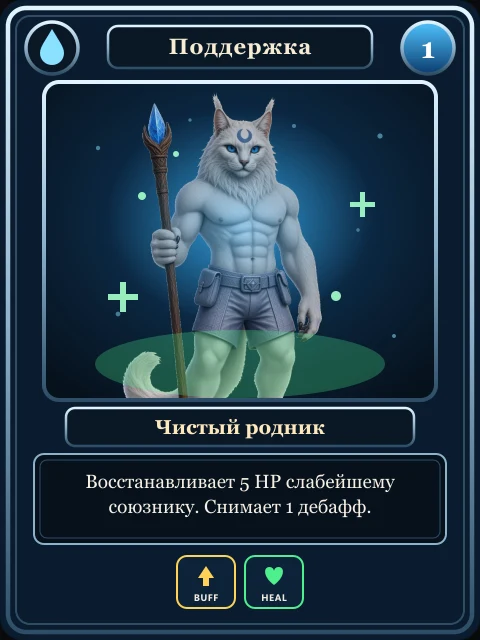 Поддержка
1
Чистый родник
Восстанавливает 5 HP слабейшему
союзнику. Снимает 1 дебафф.
BUFF
HEAL